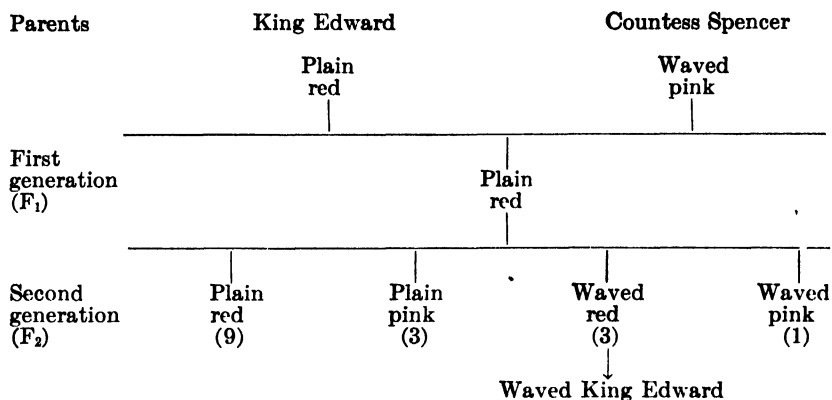 Parents King Edward Countess Spencer
Plain Waved
red pink
First
generation Plain
(F₁) red
Second Plain Plain Waved Waved
generation red pink red pink
(F₂) (9) (3) (3) (1)
Waved King Edward